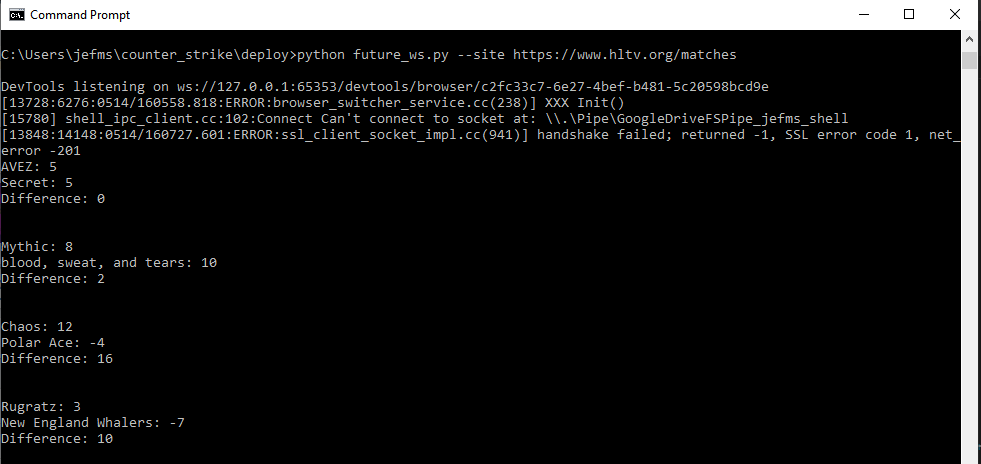 Command Prompt
C:\Users\jefms\counter_strike\deploy>python future_ws.py --site https://www.hltv.org/matches
DevTools listening on ws://127.0.0.1:65353/devtools/browser/c2fc33c7-6e27-4bef-b481-5c20598bcd9e
[13728:6276:0514/160558.818:ERROR:browser_switcher_service.cc(238)] XXX Init()
[15780] shell_ipc_client.cc:102:Connect Can't connect to socket at: \\.\Pipe\GoogleDriveFSPipe_jefms_shell
[13848:14148:0514/160727.601:ERROR:ssl_client_socket_impl.cc(941)] handshake failed; returned -1, SSL error code 1, net_
error -201
AVEZ: 5
Secret: 5
Difference: 0
Mythic: 8
blood, sweat, and tears: 10
Difference: 2
Chaos: 12
Polar Ace: -4
Difference: 16
Rugratz: 3
New England Whalers: -7
Difference: 10